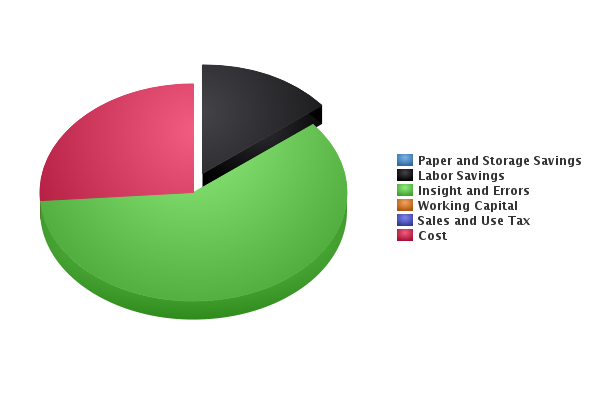 Paper and Storage Savings
Labor Savings
Insight and Errors
Working Capital
Sales and Use Tax
Cost